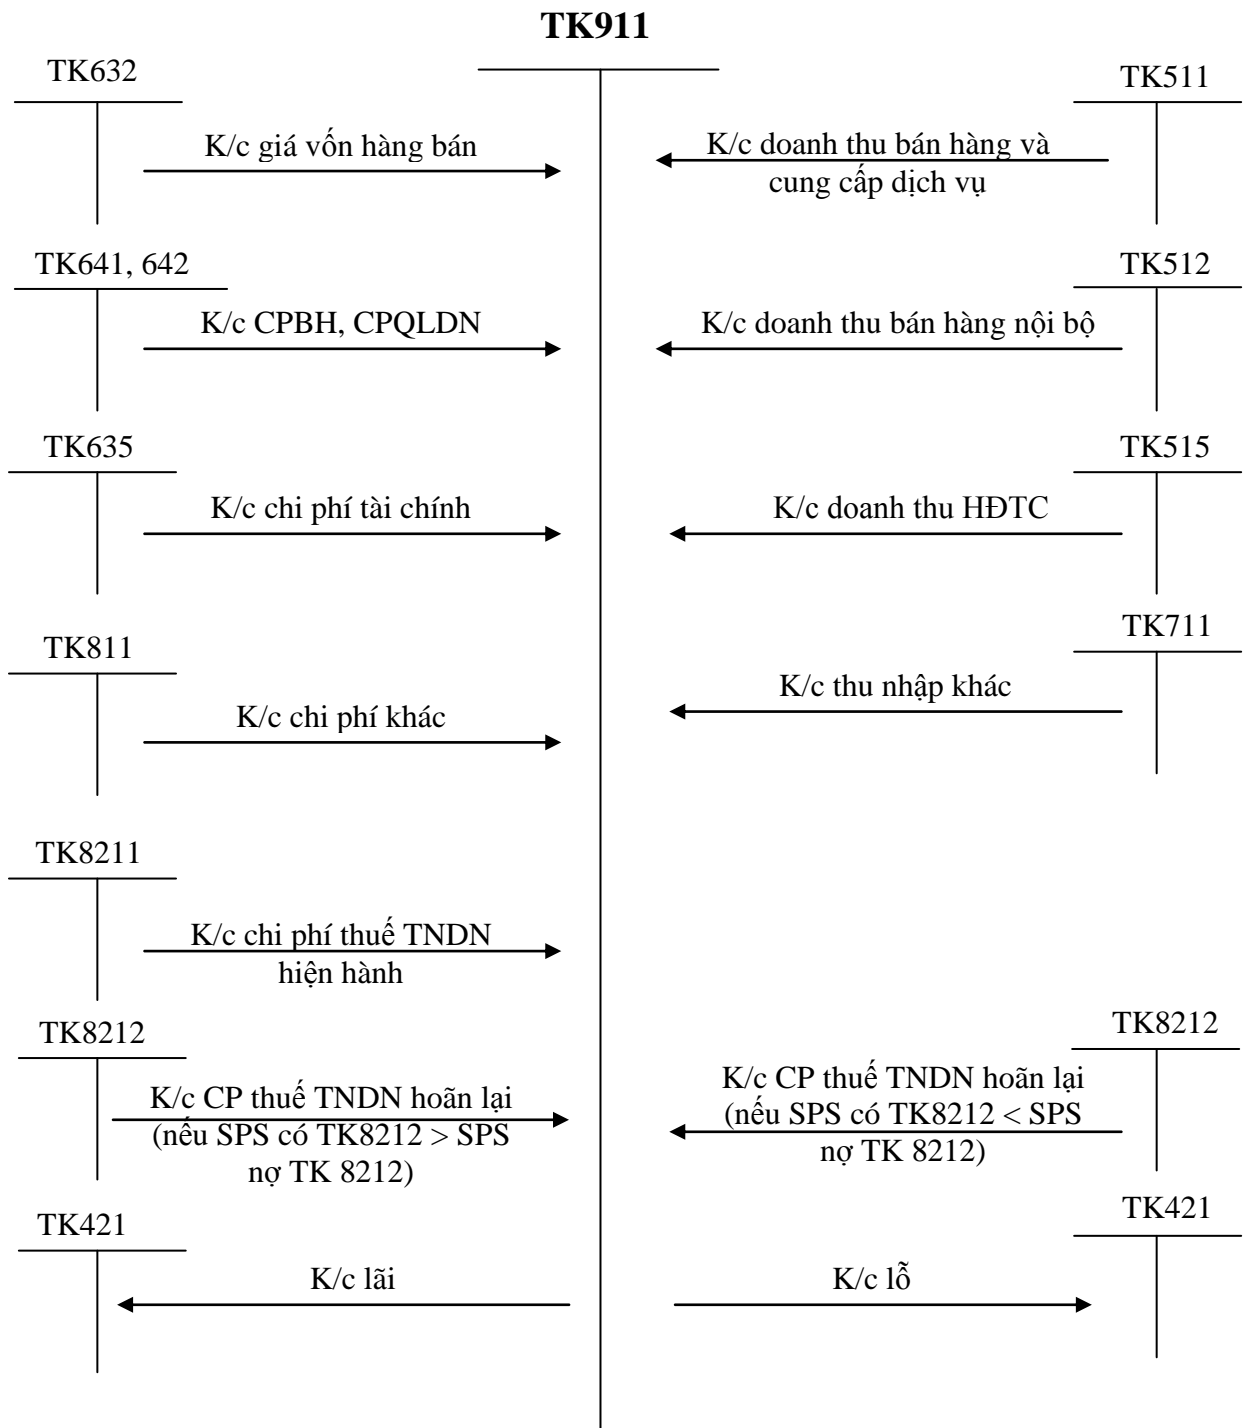 TK911
TK632
TK511
K/c giá vốn hàng bán
K/c doanh thu bán hàng và
cung cấp dịch vụ
TK641, 642
TK512
K/c CPBH, CPQLDN
K/c doanh thu bán hàng nội bộ
TK635
TK515
K/c chi phí tài chính
K/c doanh thu HĐTC
TK811
TK711
K/c chi phí khác
K/c thu nhập khác
TK8211
K/c chi phí thuế TNDN
hiện hành
TK8212
TK8212
K/c CP thuế TNDN hoãn lại
(nếu SPS có TK8212 > SPS
nợ TK 8212)
K/c CP thuế TNDN hoãn lại
(nếu SPS có TK8212 < SPS
nợ TK 8212)
TK421
TK421
K/c lãi
K/c lỗ